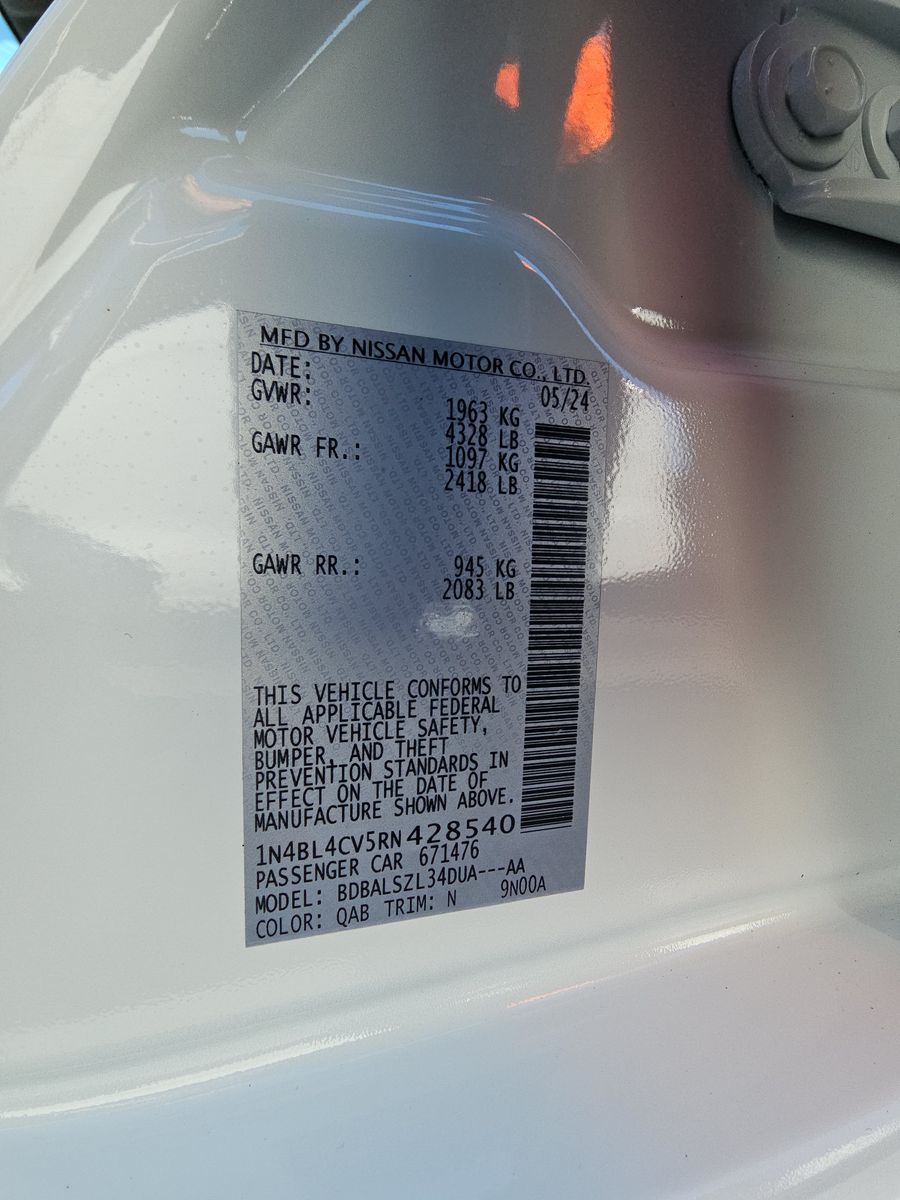 MFD BY NISSAN MOTOR CO., LTD.
DATE: 05/24
GVWR: 1963 KG
4328 LB
GAWR FR.: 1097 KG
2418 LB
GAWR RR.: 945 KG
2083 LB
THIS VEHICLE CONFORMS TO
ALL APPLICABLE FEDERAL
MOTOR VEHICLE SAFETY,
BUMPER, AND THEFT
PREVENTION STANDARDS IN
EFFECT ON THE DATE OF
MANUFACTURE SHOWN ABOVE.
1N4BL4CV5RN428540
PASSENGER CAR 671476
MODEL: BDBALSZL34DUA---AA
COLOR: QAB TRIM: N 9N00A